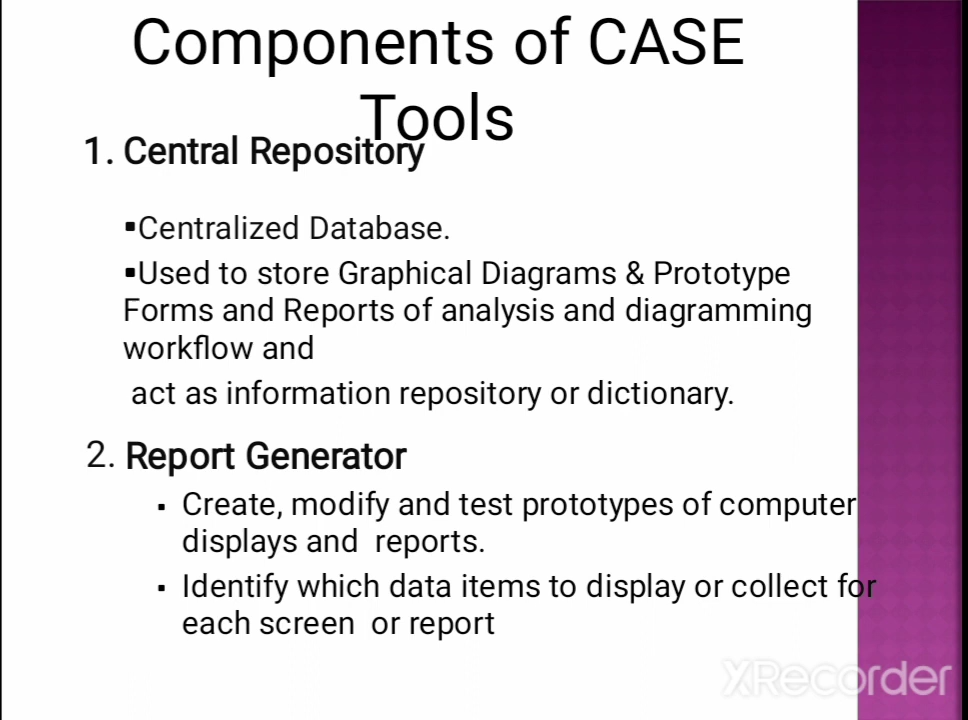 Components of CASE
Tools
1. Central Repository
▪Centralized Database.
▪Used to store Graphical Diagrams & Prototype
Forms and Reports of analysis and diagramming
workflow and
act as information repository or dictionary.
2. Report Generator
▪ Create, modify and test prototypes of computer
displays and reports.
▪ Identify which data items to display or collect for
each screen or report
XRecorder